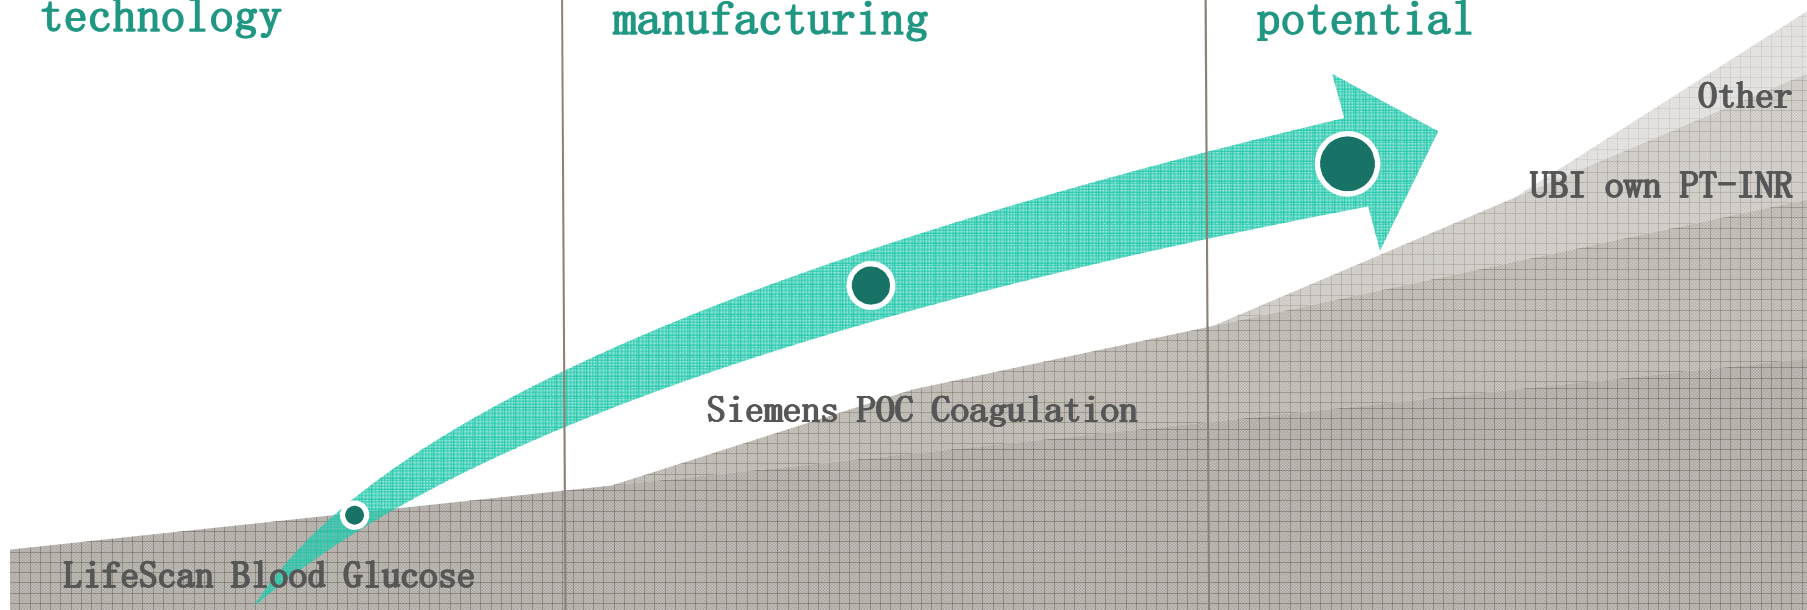 technology
manufacturing
potential
Other
UBI own PT-INR
Siemens POC Coagulation
LifeScan Blood Glucose